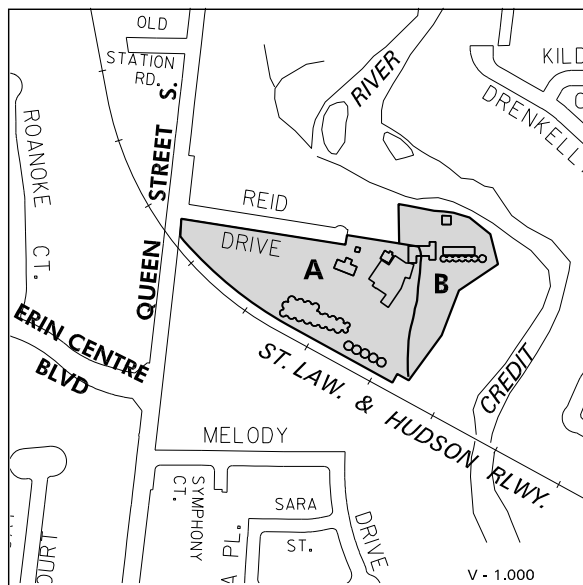 OLD
STATION
RD.
QUEEN STREET S.
RIVER
KILD
DRENKELLY
ROANOKE CT.
REID
DRIVE
A
B
ERIN CENTRE
BLVD
ST. LAW. & HUDSON RLWY.
CREDIT
MELODY
DRIVE
SYMPHONY
CT.
SARA
ST.
A PL.
COURT
V - 1.000